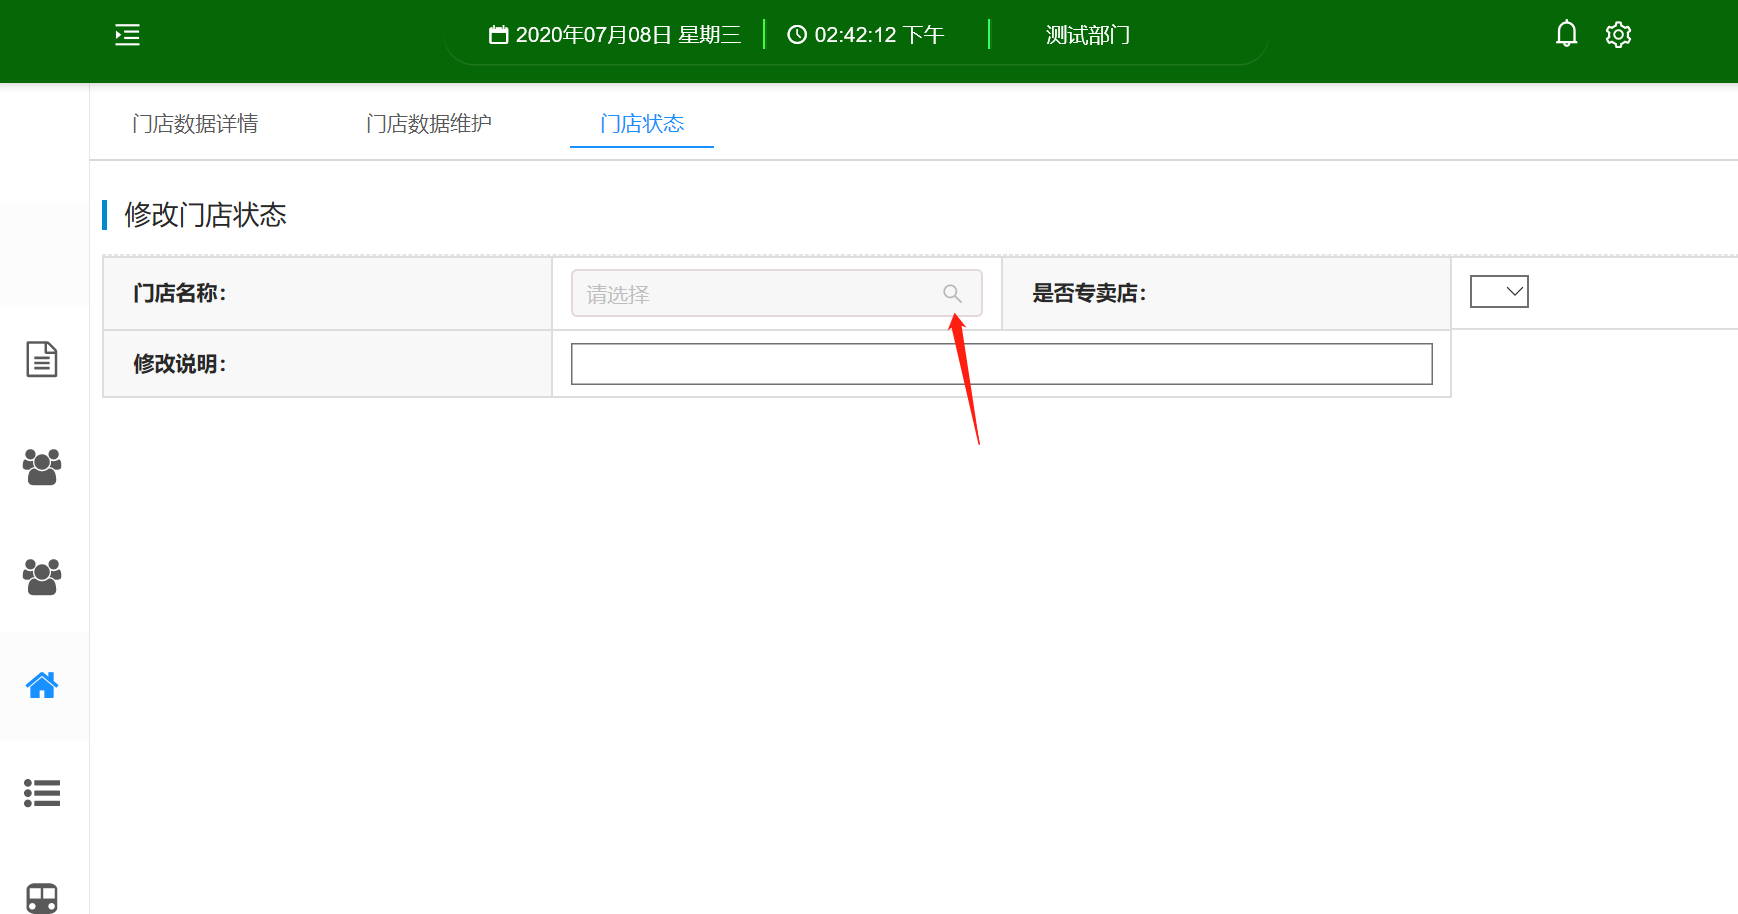 2020年07月08日 星期三
02:42:12 下午
测试部门
门店数据详情
门店数据维护
门店状态
修改门店状态
门店名称：
请选择
是否专卖店：
修改说明：